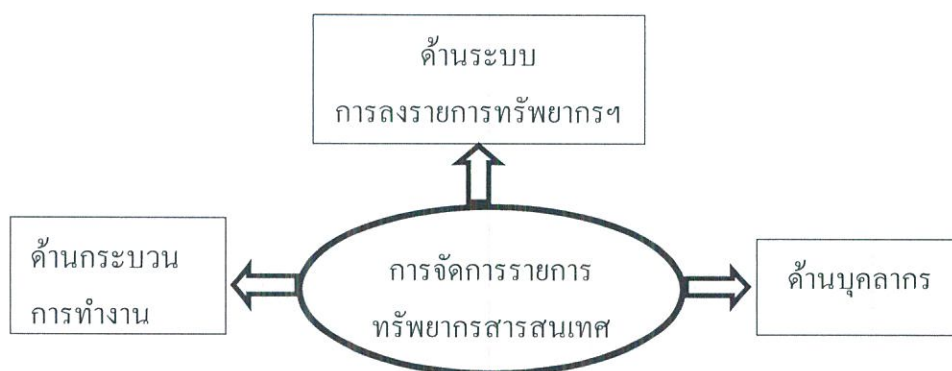 ด้านระบบ
การลงรายการทรัพยากรฯ
ด้านกระบวน
การทำงาน
การจัดการรายการ
ทรัพยากรสารสนเทศ
ด้านบุคลากร